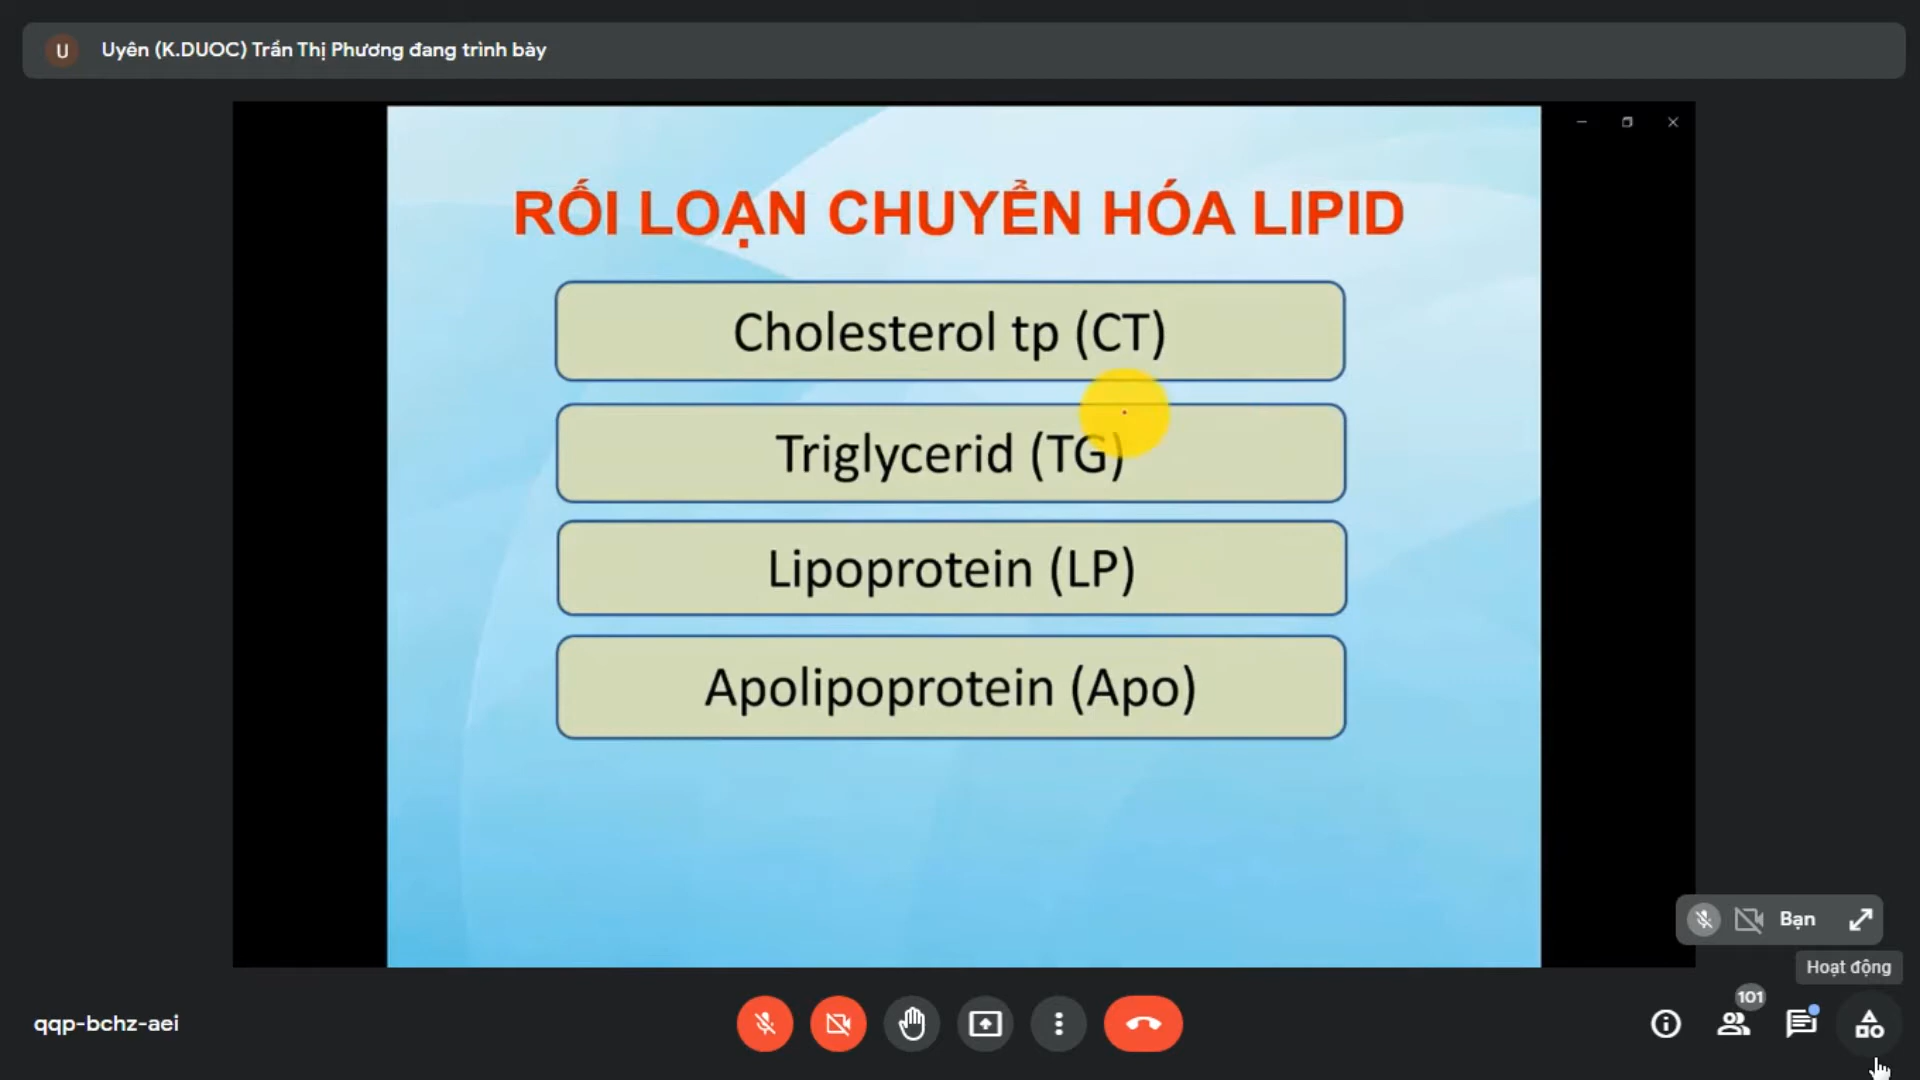 U
Uyên (K.DUOC) Trần Thị Phương đang trình bày
RỐI LOẠN CHUYỂN HÓA LIPID
Cholesterol tp (CT)
Triglycerid (TG)
Lipoprotein (LP)
Apolipoprotein (Apo)
Bạn
Hoạt động
qqp-bchz-aei
101